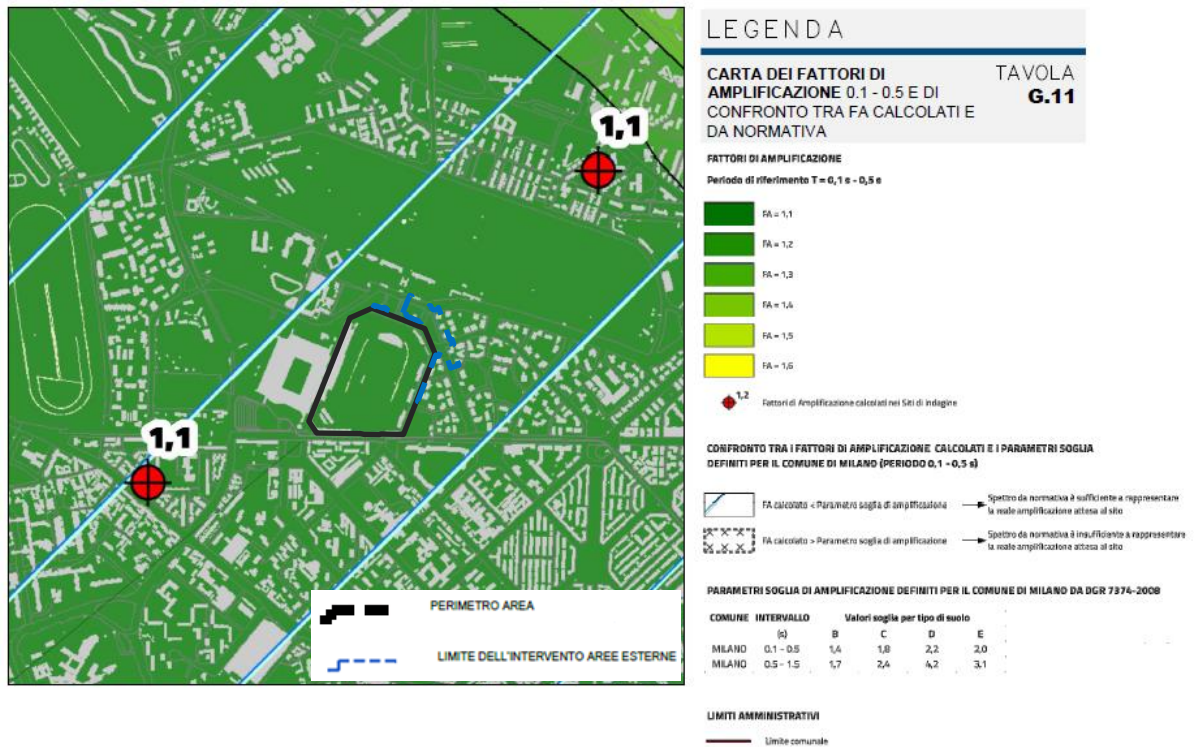 1,1
1,1
PERIMETRO AREA
LIMITE DELL'INTERVENTO AREE ESTERNE
LEGENDA
CARTA DEI FATTORI DI
AMPLIFICAZIONE 0.1 - 0.5 E DI
CONFRONTO TRA FA CALCOLATI E
DA NORMATIVA
TAVOLA
G.11
FATTORI DI AMPLIFICAZIONE
Periodo di riferimento T = 0,1 s - 0,5 s
FA = 1,1
FA = 1,2
FA = 1,3
FA = 1,4
FA = 1,5
FA = 1,6
1,2
Fattori di Amplificazione calcolati nei Siti di indagine
CONFRONTO TRA I FATTORI DI AMPLIFICAZIONE CALCOLATI E I PARAMETRI SOGLIA
DEFINITI PER IL COMUNE DI MILANO (PERIODO 0,1 - 0,5 s)
FA calcolato < Parametro soglia di amplificazione
Spettro da normativa è sufficiente a rappresentare
la reale amplificazione attesa al sito
FA calcolato > Parametro soglia di amplificazione
Spettro da normativa è insufficiente a rappresentare
la reale amplificazione attesa al sito
PARAMETRI SOGLIA DI AMPLIFICAZIONE DEFINITI PER IL COMUNE DI MILANO DA DGR 7374-2008
COMUNE INTERVALLO Valori soglia per tipo di suolo
(s) B C D E
MILANO 0.1 - 0.5 1,4 1,8 2,2 2,0
MILANO 0.5 - 1.5 1,7 2,4 4,2 3,1
LIMITI AMMINISTRATIVI
Limite comunale